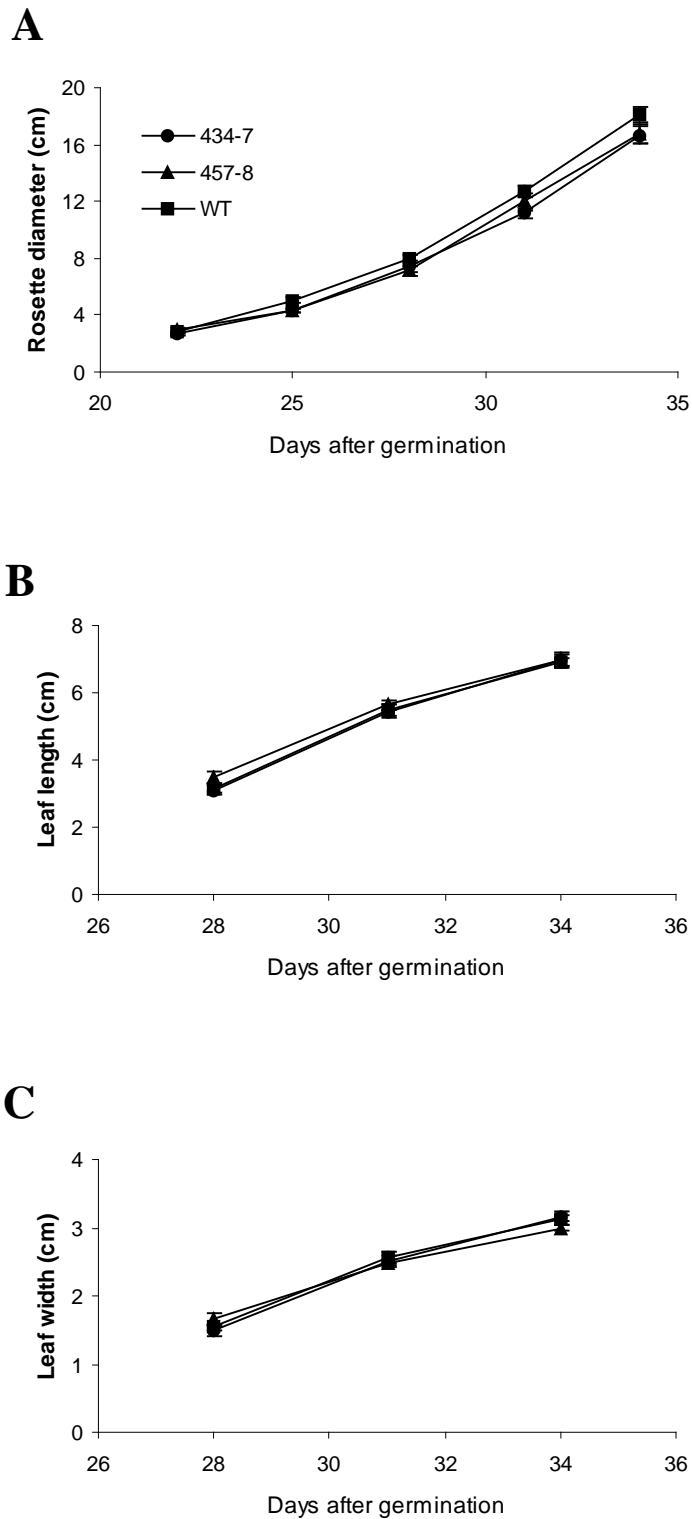 A
Rosette diameter (cm)
20
16
12
8
4
0
434-7
457-8
WT
20 25 30 35
Days after germination
B
Leaf length (cm)
8
6
4
2
0
26 28 30 32 34 36
Days after germination
C
Leaf width (cm)
4
3
2
1
0
26 28 30 32 34 36
Days after germination